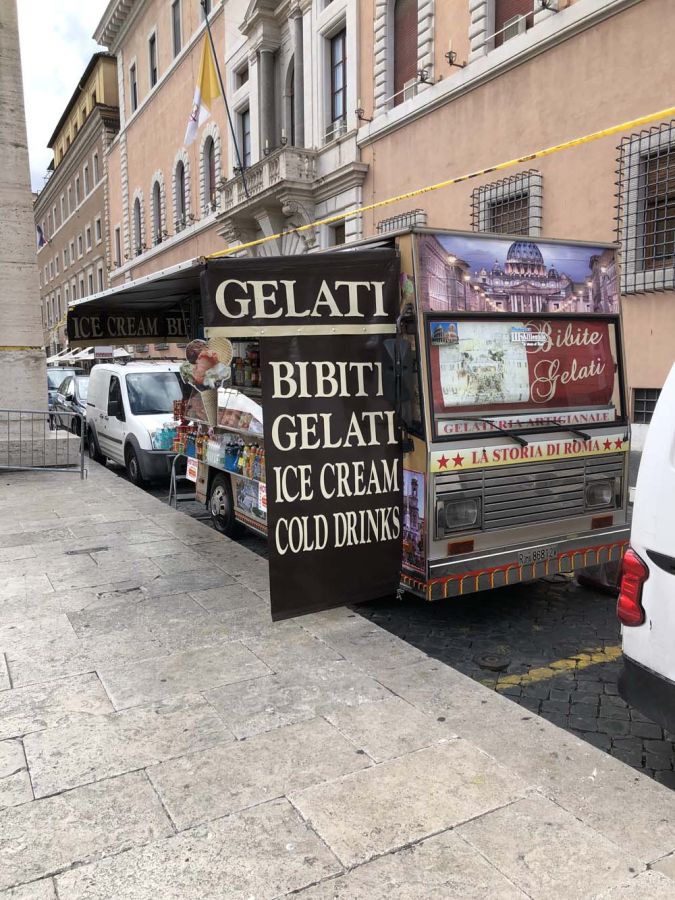 GELATI
ICE CREAM BI
BIBITI
GELATI
ICE CREAM
COLD DRINKS
Bibite
Gelati
GELATERIA ARTIGIANALE
LA STORIA DI ROMA